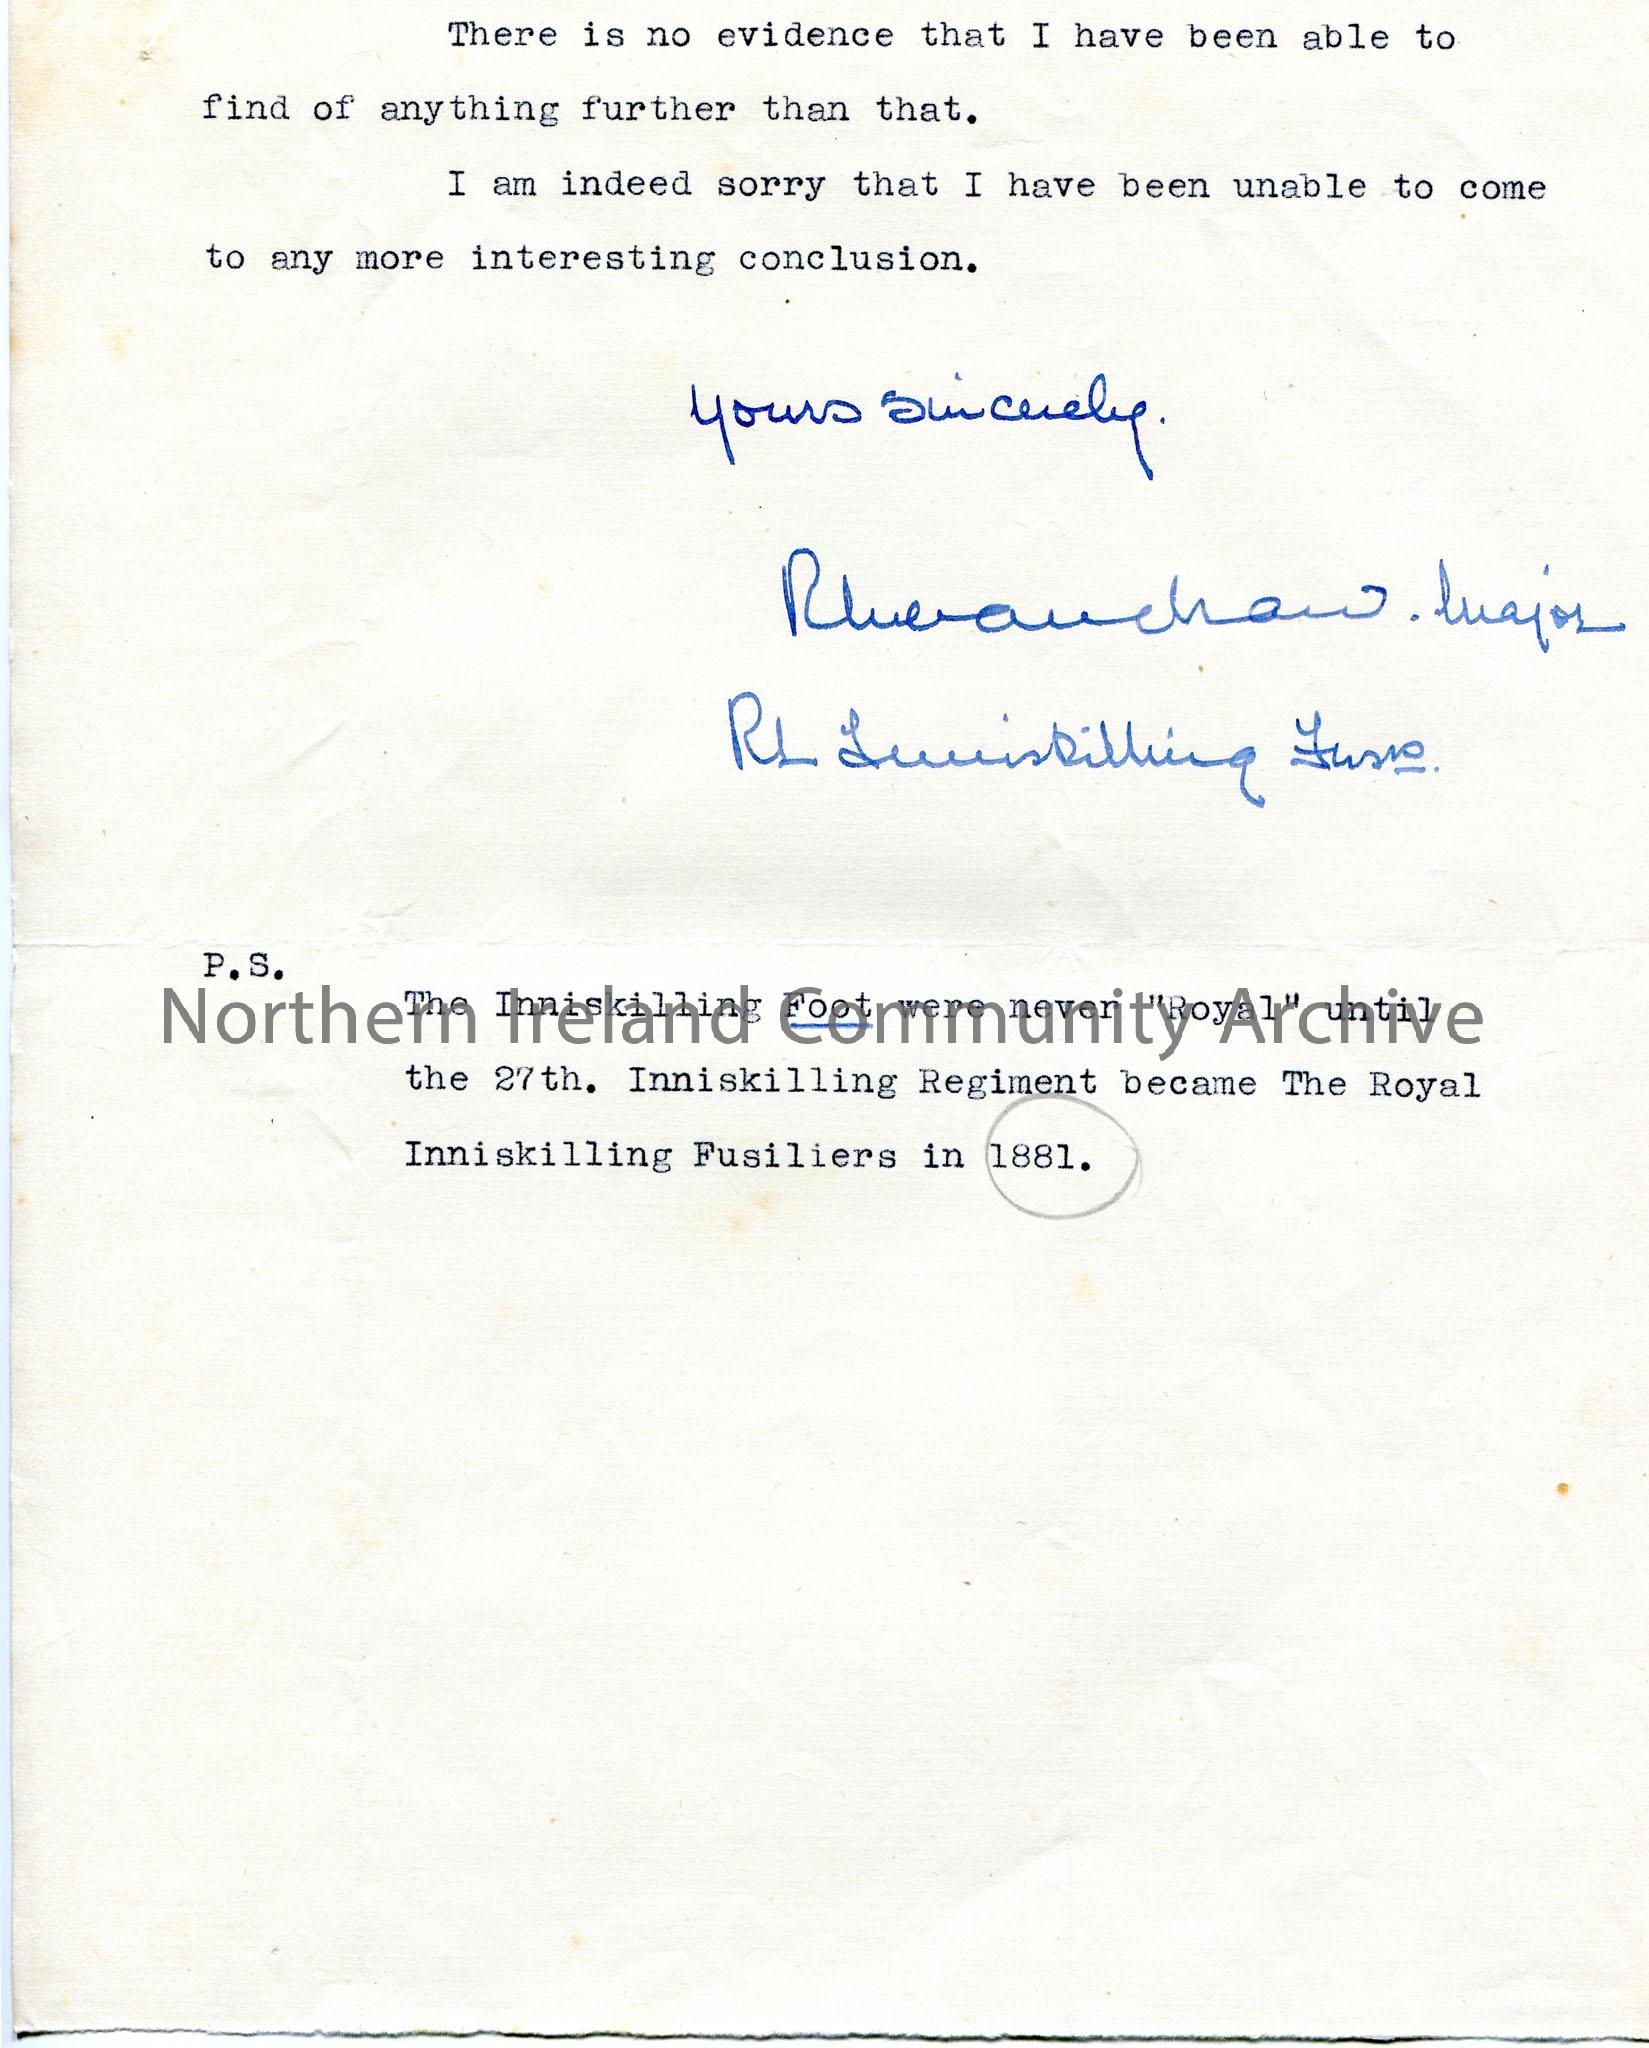 There is no evidence that I have been able to
find of anything further than that.
I am indeed sorry that I have been unable to come
to any more interesting conclusion.
Yours sincerely.
Major
Rl Inniskilling Fusrs.
P.S.
The Inniskilling Foot were never "Royal" until
Northern Ireland Community Archive
the 27th. Inniskilling Regiment became The Royal
Inniskilling Fusiliers in 1881.